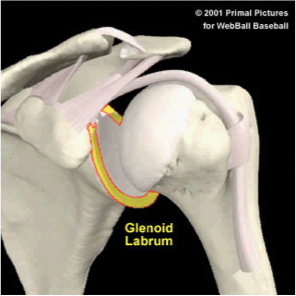 © 2001 Primal Pictures
for WebBall Baseball
Glenoid
Labrum